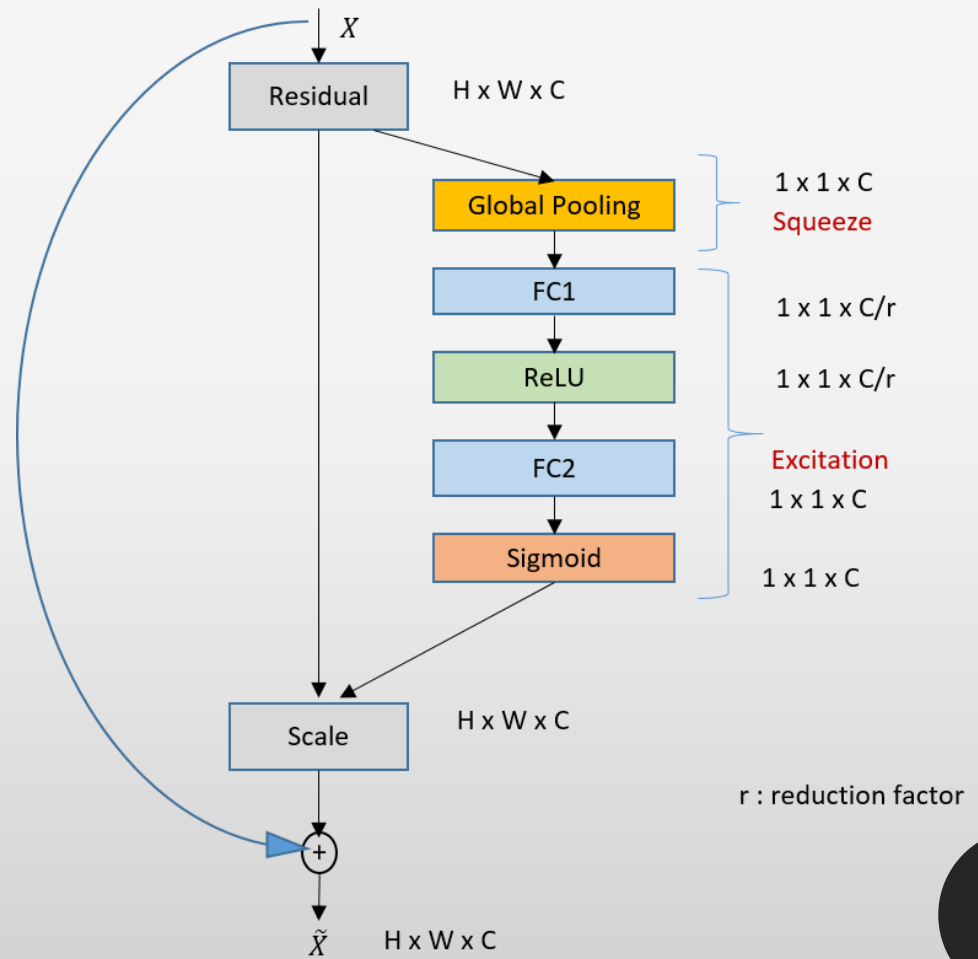 X
Residual
H x W x C
Global Pooling
1 x 1 x C
Squeeze
FC1
1 x 1 x C/r
ReLU
1 x 1 x C/r
Excitation
FC2
1 x 1 x C
Sigmoid
1 x 1 x C
Scale
H x W x C
r : reduction factor
+
X̃
H x W x C